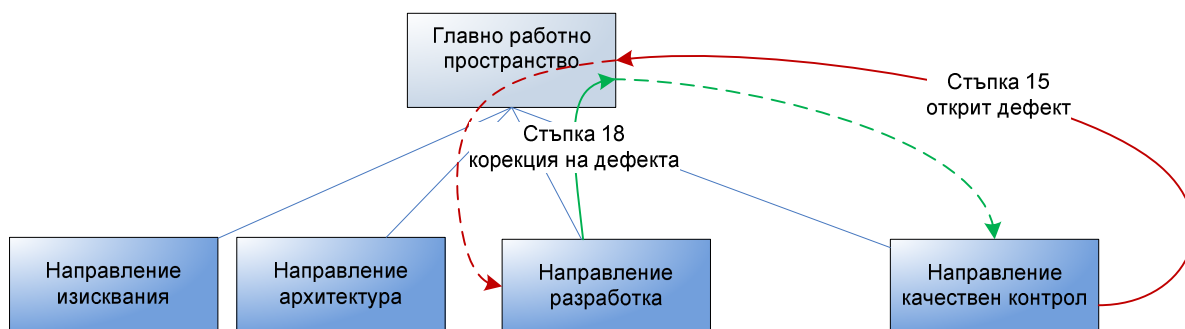 Главно работно
пространство
Стъпка 15
открит дефект
Стъпка 18
корекция на дефекта
Направление
изисквания
Направление
архитектура
Направление
разработка
Направление
качествен контрол